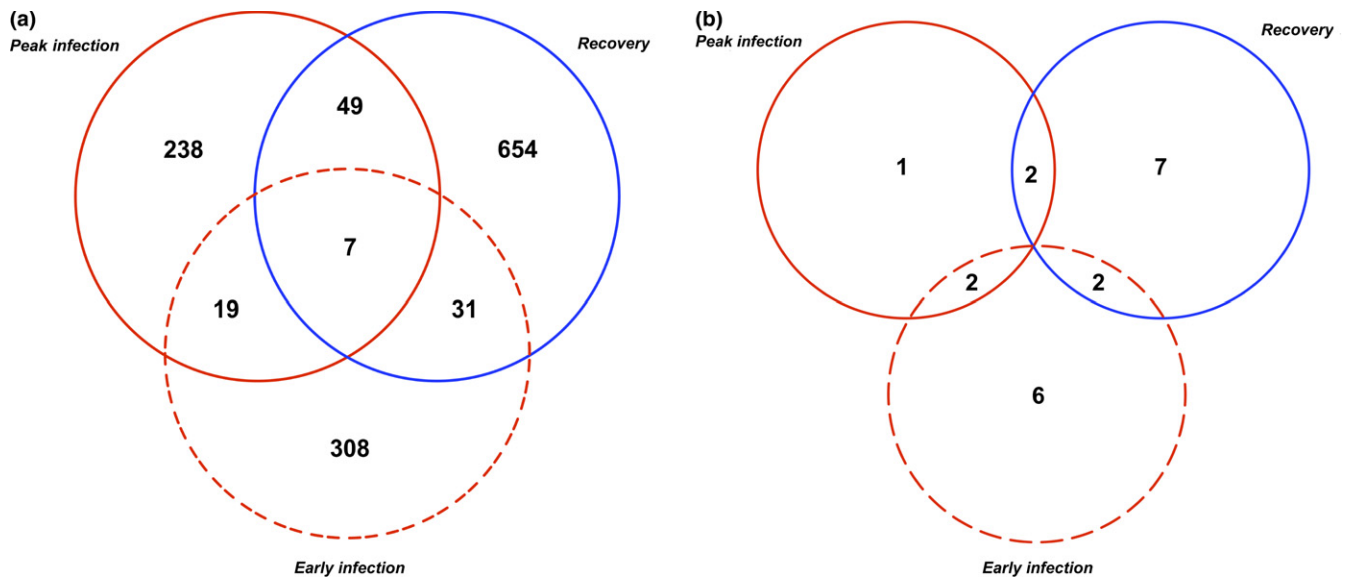 (a)
Peak infection
Recovery
49
238
654
7
19
31
308
Early infection
(b)
Peak infection
Recovery
1
2
7
2
2
6
Early infection